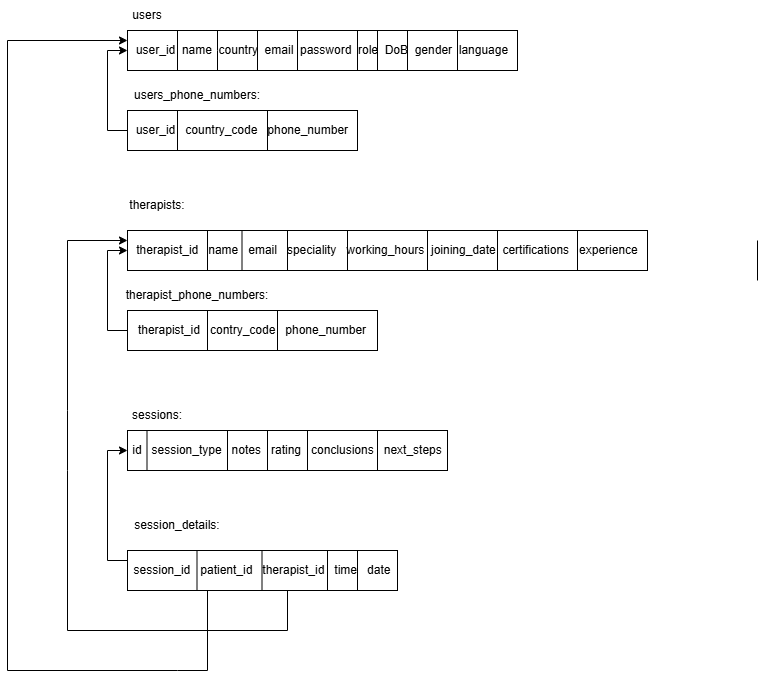 users
user_id name country email password role DoB gender language
users_phone_numbers:
user_id country_code phone_number
therapists:
therapist_id name email speciality working_hours joining_date certifications experience
therapist_phone_numbers:
therapist_id contry_code phone_number
sessions:
id session_type notes rating conclusions next_steps
session_details:
session_id patient_id therapist_id time date